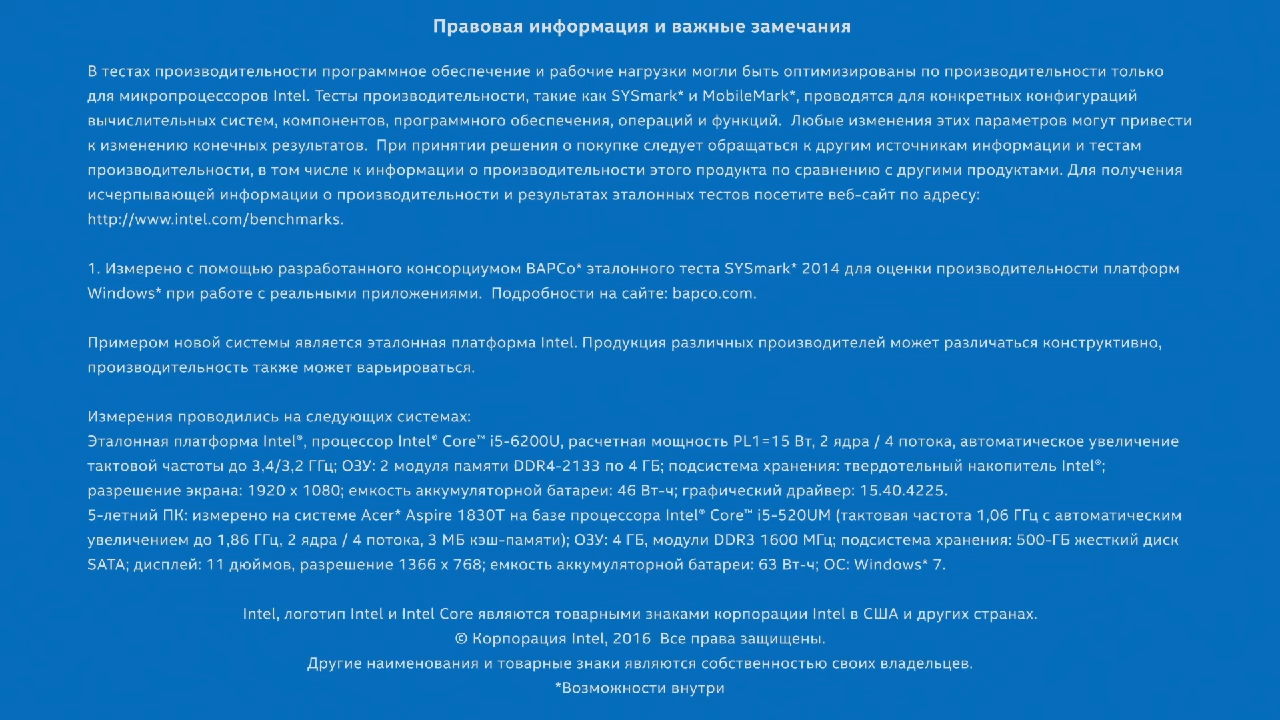 Правовая информация и важные замечания
В тестах производительности программное обеспечение и рабочие нагрузки могли быть оптимизированы по производительности только
для микропроцессоров Intel. Тесты производительности, такие как SYSmark* и MobileMark*, проводятся для конкретных конфигураций
вычислительных систем, компонентов, программного обеспечения, операций и функций.  Любые изменения этих параметров могут привести
к изменению конечных результатов.  При принятии решения о покупке следует обращаться к другим источникам информации и тестам
производительности, в том числе к информации о производительности этого продукта по сравнению с другими продуктами. Для получения
исчерпывающей информации о производительности и результатах эталонных тестов посетите веб-сайт по адресу:
http://www.intel.com/benchmarks.
1. Измерено с помощью разработанного консорциумом BAPCo* эталонного теста SYSmark* 2014 для оценки производительности платформ
Windows* при работе с реальными приложениями.  Подробности на сайте: bapco.com.
Примером новой системы является эталонная платформа Intel. Продукция различных производителей может различаться конструктивно,
производительность также может варьироваться.
Измерения проводились на следующих системах:
Эталонная платформа Intel®, процессор Intel® Core™ i5-6200U, расчетная мощность PL1=15 Вт, 2 ядра / 4 потока, автоматическое увеличение
тактовой частоты до 3,4/3,2 ГГц; ОЗУ: 2 модуля памяти DDR4-2133 по 4 ГБ; подсистема хранения: твердотельный накопитель Intel®;
разрешение экрана: 1920 x 1080; емкость аккумуляторной батареи: 46 Вт-ч; графический драйвер: 15.40.4225.
5-летний ПК: измерено на системе Acer* Aspire 1830T на базе процессора Intel® Core™ i5-520UM (тактовая частота 1,06 ГГц с автоматическим
увеличением до 1,86 ГГц, 2 ядра / 4 потока, 3 МБ кэш-памяти); ОЗУ: 4 ГБ, модули DDR3 1600 МГц; подсистема хранения: 500-ГБ жесткий диск
SATA; дисплей: 11 дюймов, разрешение 1366 x 768; емкость аккумуляторной батареи: 63 Вт-ч; ОС: Windows* 7.
Intel, логотип Intel и Intel Core являются товарными знаками корпорации Intel в США и других странах.
© Корпорация Intel, 2016  Все права защищены.
Другие наименования и товарные знаки являются собственностью своих владельцев.
*Возможности внутри